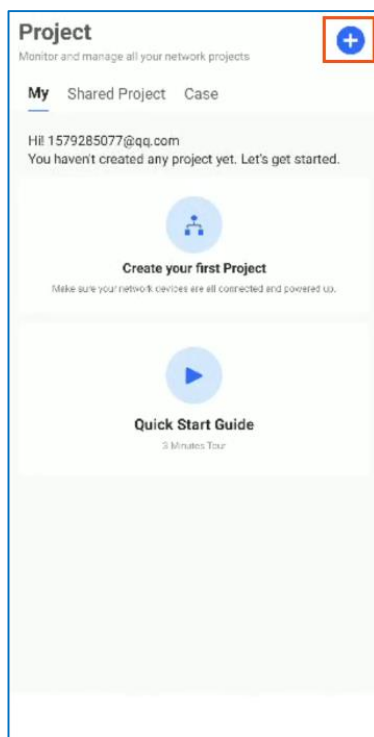 Project
Monitor and manage all your network projects
My Shared Project Case
Hi! 1579285077@qq.com
You haven't created any project yet. Let's get started.
Create your first Project
Make sure your network devices are all connected and powered up.
Quick Start Guide
3 Minutes Tour